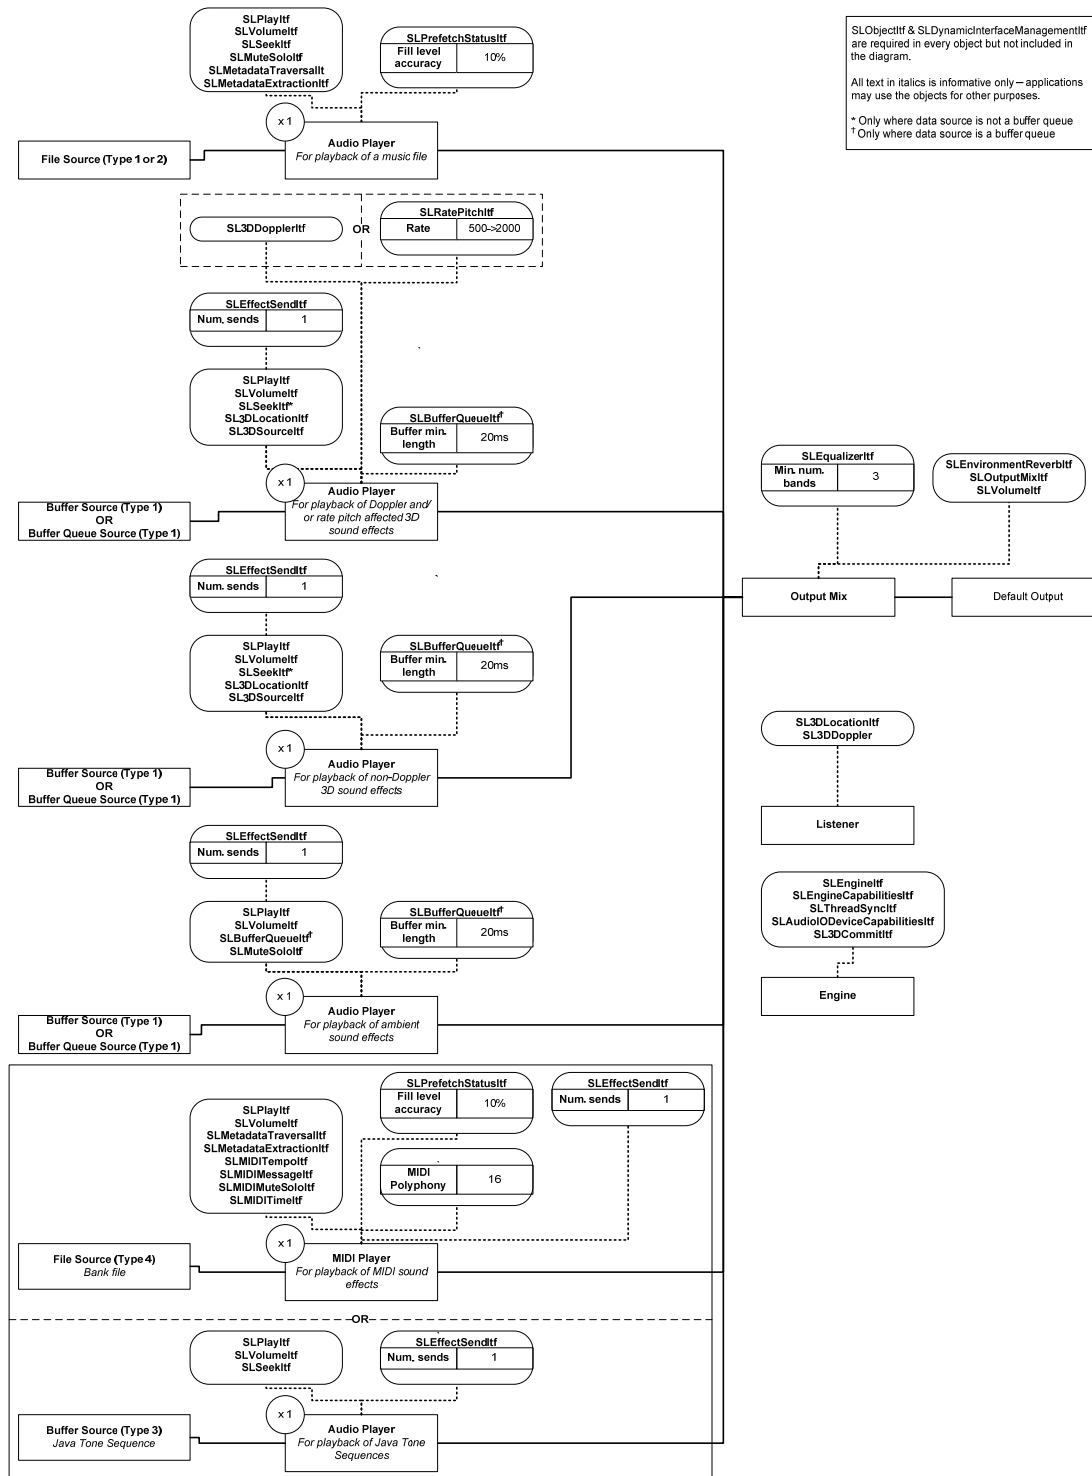 SLPlayItf
SLVolumeItf
SLSeekItf
SLMuteSoloItf
SLMetadataTraversalIt
SLMetadataExtractionItf
SLPrefetchStatusItf
Fill level
accuracy
10%
SLObjectItf & SLDynamicInterfaceManagementItf
are required in every object but not included in
the diagram.
All text in italics is informative only – applications
may use the objects for other purposes.
* Only where data source is not a buffer queue
† Only where data source is a buffer queue
x 1
Audio Player
For playback of a music file
File Source (Type 1 or 2)
SL3DDopplerItf
OR
SLRatePitchItf
Rate
500->2000
SLEffectSendItf
Num. sends
1
SLPlayItf
SLVolumeItf
SLSeekItf*
SL3DLocationItf
SL3DSourceItf
SLBufferQueueItf†
Buffer min.
length
20ms
x 1
Audio Player
For playback of Doppler and/
or rate pitch affected 3D
sound effects
Buffer Source (Type 1)
OR
Buffer Queue Source (Type 1)
SLEqualizerItf
Min. num.
bands
3
SLEnvironmentReverbItf
SLOutputMixItf
SLVolumeItf
Output Mix
Default Output
SLEffectSendItf
Num. sends
1
SLPlayItf
SLVolumeItf
SLSeekItf*
SL3DLocationItf
SL3DSourceItf
SLBufferQueueItf†
Buffer min.
length
20ms
x 1
Audio Player
For playback of non-Doppler
3D sound effects
Buffer Source (Type 1)
OR
Buffer Queue Source (Type 1)
SL3DLocationItf
SL3DDoppler
Listener
SLEffectSendItf
Num. sends
1
SLPlayItf
SLVolumeItf
SLBufferQueueItf†
SLMuteSoloItf
SLBufferQueueItf†
Buffer min.
length
20ms
x 1
Audio Player
For playback of ambient
sound effects
Buffer Source (Type 1)
OR
Buffer Queue Source (Type 1)
SLEngineItf
SLEngineCapabilitiesItf
SLThreadSyncItf
SLAudioIODeviceCapabilitiesItf
SL3DCommitItf
Engine
SLPlayItf
SLVolumeItf
SLMetadataTraversalItf
SLMetadataExtractionItf
SLMIDITempoItf
SLMIDIMessageItf
SLMIDIMuteSoloItf
SLMIDITimeItf
SLPrefetchStatusItf
Fill level
accuracy
10%
SLEffectSendItf
Num. sends
1
MIDI
Polyphony
16
x 1
MIDI Player
For playback of MIDI sound
effects
File Source (Type 4)
Bank file
OR
SLPlayItf
SLVolumeItf
SLSeekItf
SLEffectSendItf
Num. sends
1
x 1
Audio Player
For playback of Java Tone
Sequences
Buffer Source (Type 3)
Java Tone Sequence